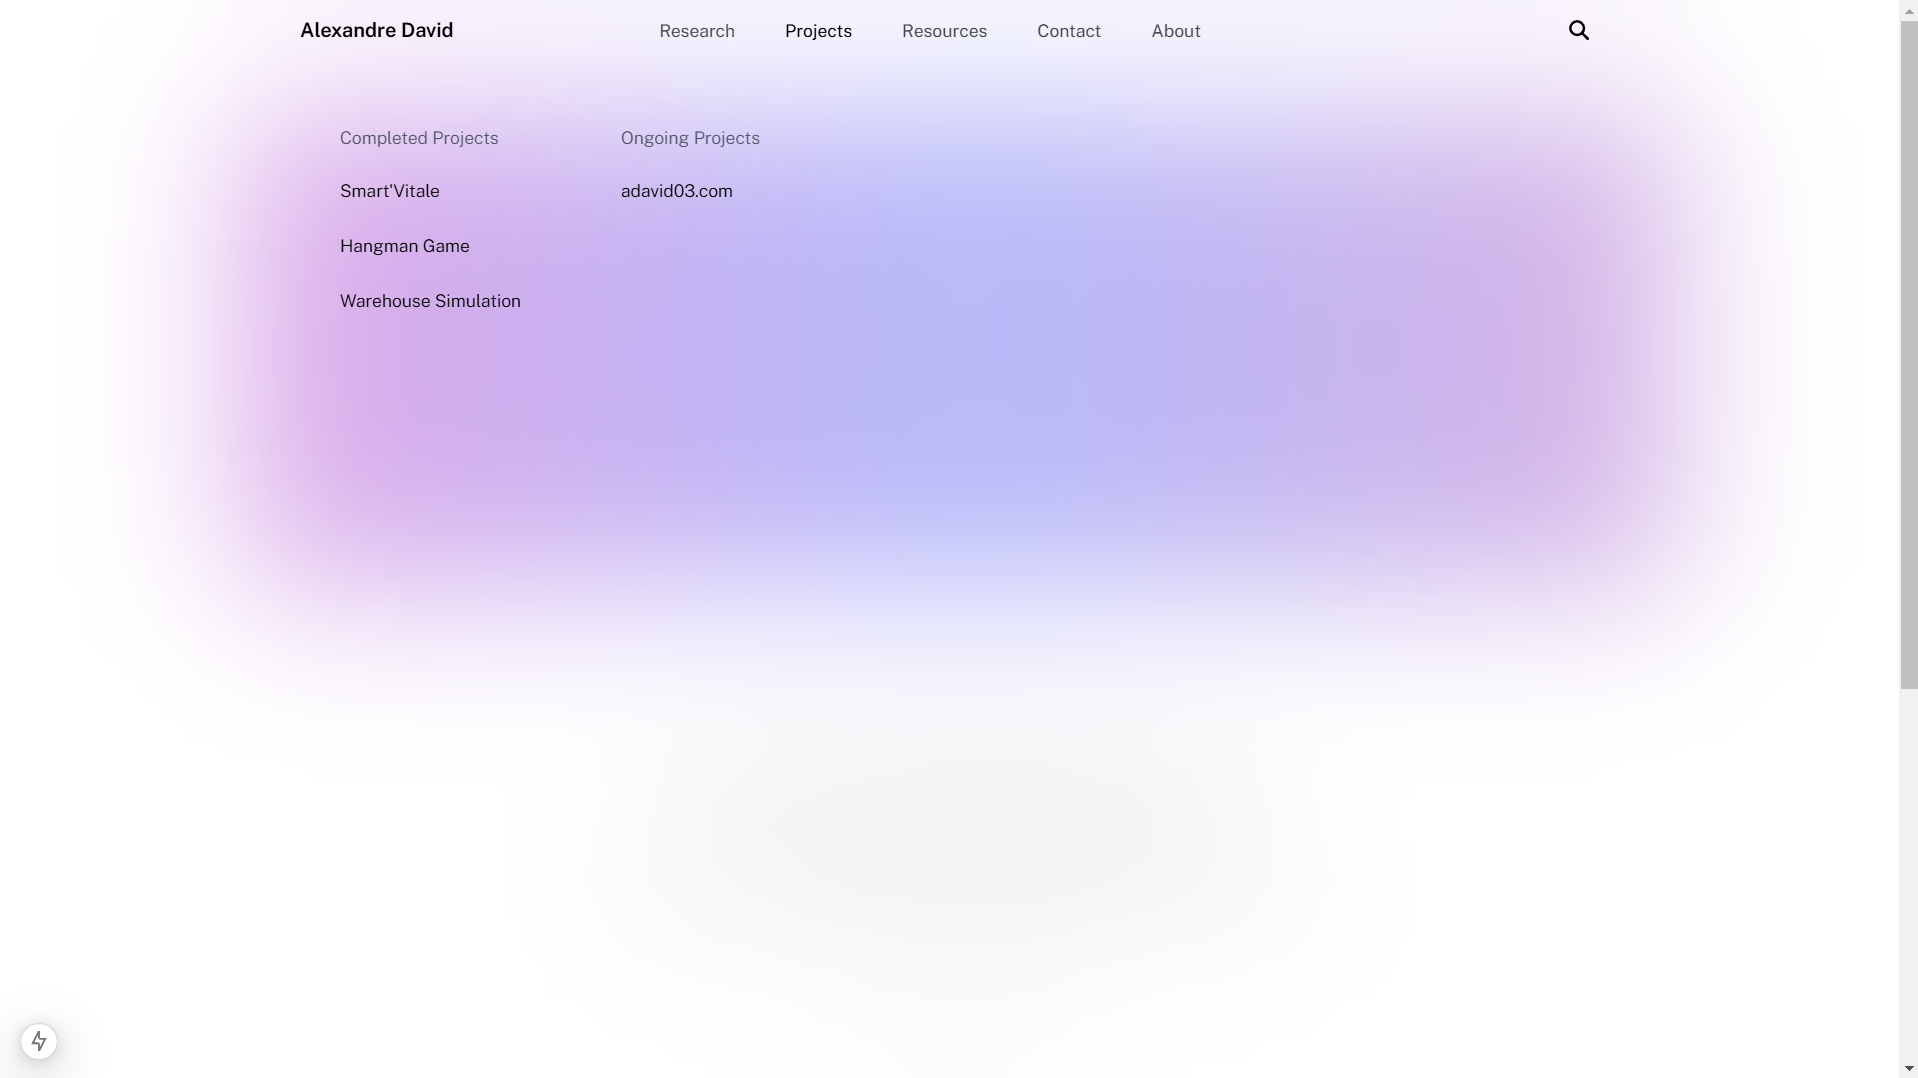 Alexandre David
Research
Projects
Resources
Contact
About
Completed Projects
Smart'Vitale
Hangman Game
Warehouse Simulation
Ongoing Projects
adavid03.com